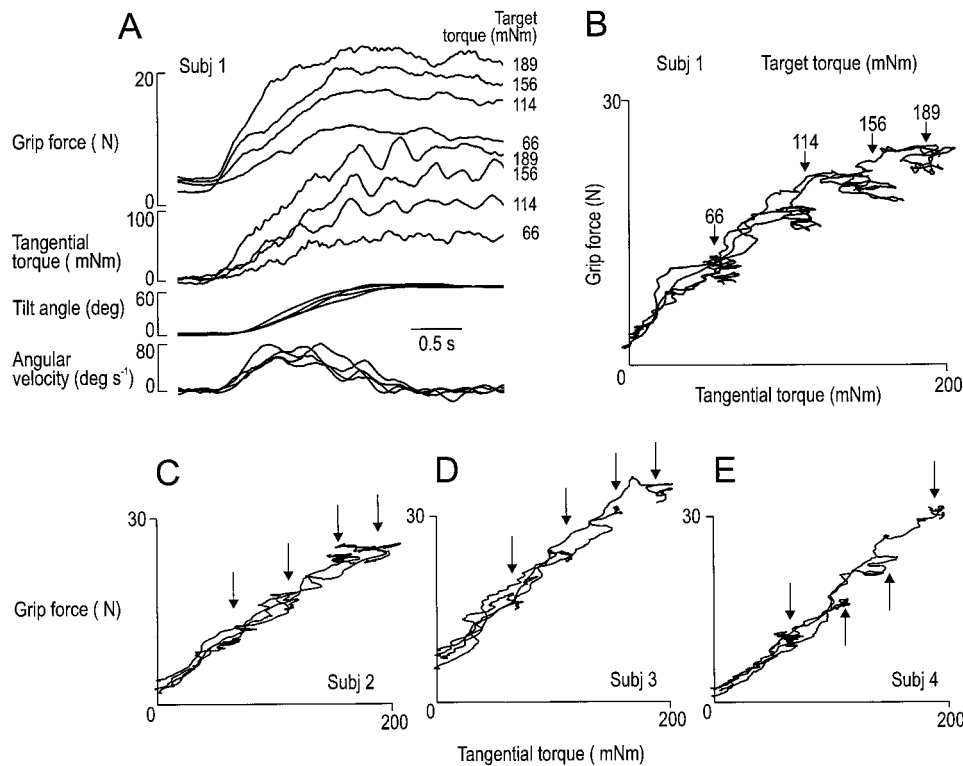 A
Subj 1
Target
torque (mNm)
189
156
114
66
189
156
114
66
20
Grip force ( N)
0
100
Tangential
torque ( mNm)
0
60
Tilt angle (deg)
0
80
Angular
velocity (deg s⁻¹)
0
0.5 s
B
Subj 1
Target torque (mNm)
30
Grip force (N)
66
114
156
189
0
200
Tangential torque (mNm)
C
30
Grip force ( N)
Subj 2
0
200
D
30
Subj 3
0
200
E
30
Subj 4
0
200
Tangential torque ( mNm)